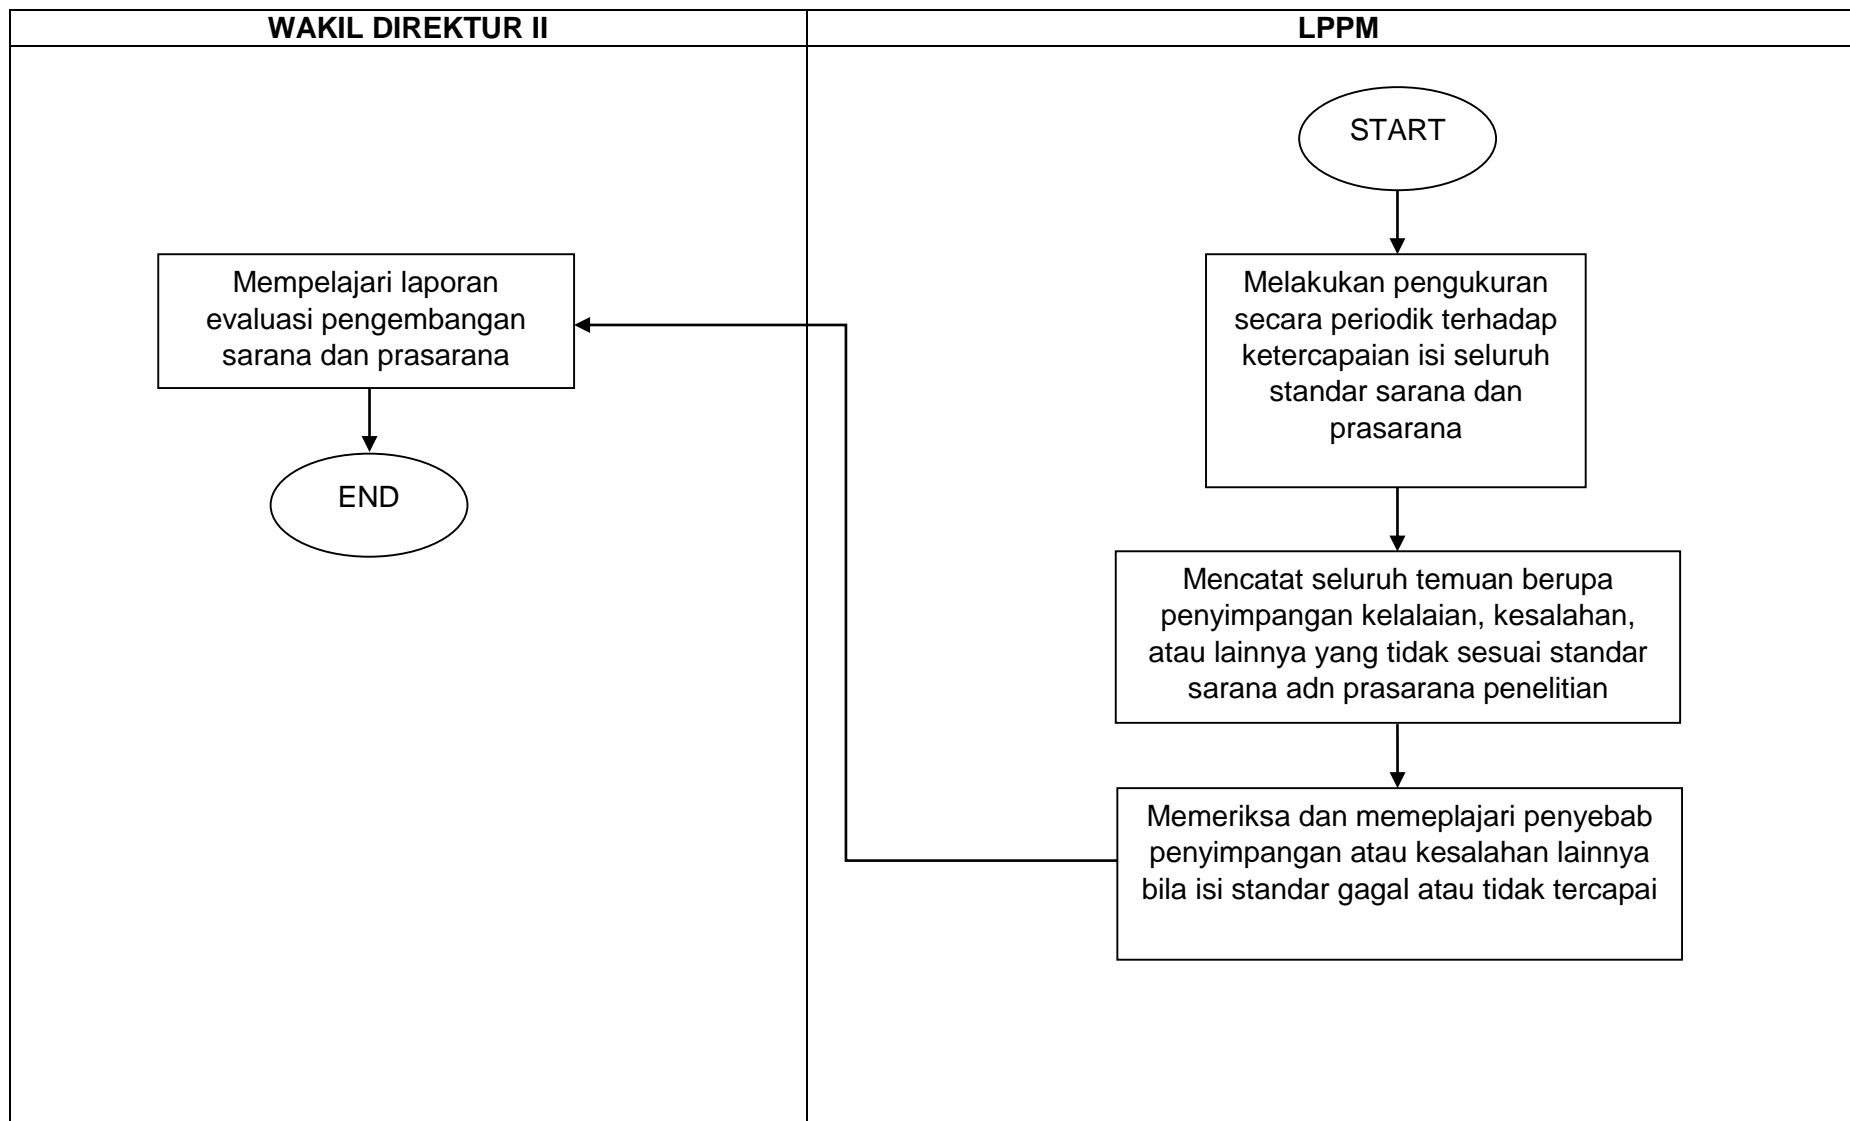 WAKIL DIREKTUR II
LPPM
START
Melakukan pengukuran
secara periodik terhadap
ketercapaian isi seluruh
standar sarana dan
prasarana
Mencatat seluruh temuan berupa
penyimpangan kelalaian, kesalahan,
atau lainnya yang tidak sesuai standar
sarana adn prasarana penelitian
Memeriksa dan memeplajari penyebab
penyimpangan atau kesalahan lainnya
bila isi standar gagal atau tidak tercapai
Mempelajari laporan
evaluasi pengembangan
sarana dan prasarana
END